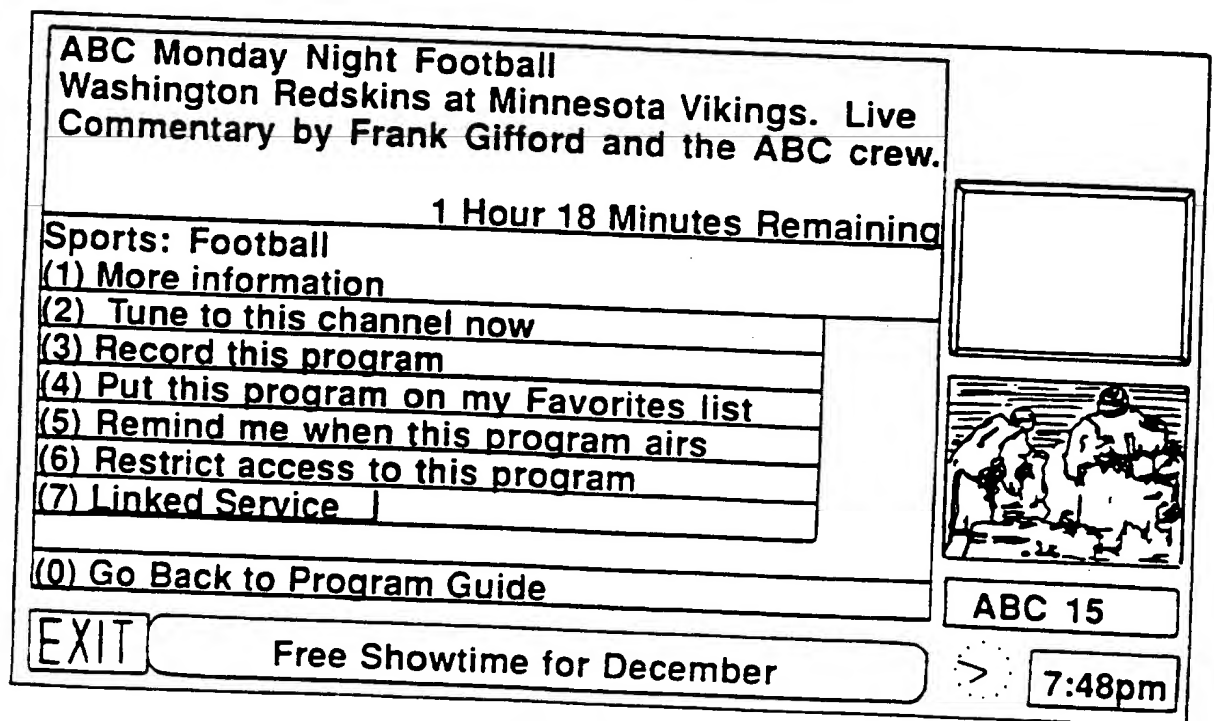 ABC Monday Night Football
Washington Redskins at Minnesota Vikings. Live
Commentary by Frank Gifford and the ABC crew.
1 Hour 18 Minutes Remaining
Sports: Football
(1) More information
(2) Tune to this channel now
(3) Record this program
(4) Put this program on my Favorites list
(5) Remind me when this program airs
(6) Restrict access to this program
(7) Linked Service
(0) Go Back to Program Guide
ABC 15
EXIT
Free Showtime for December
7:48pm